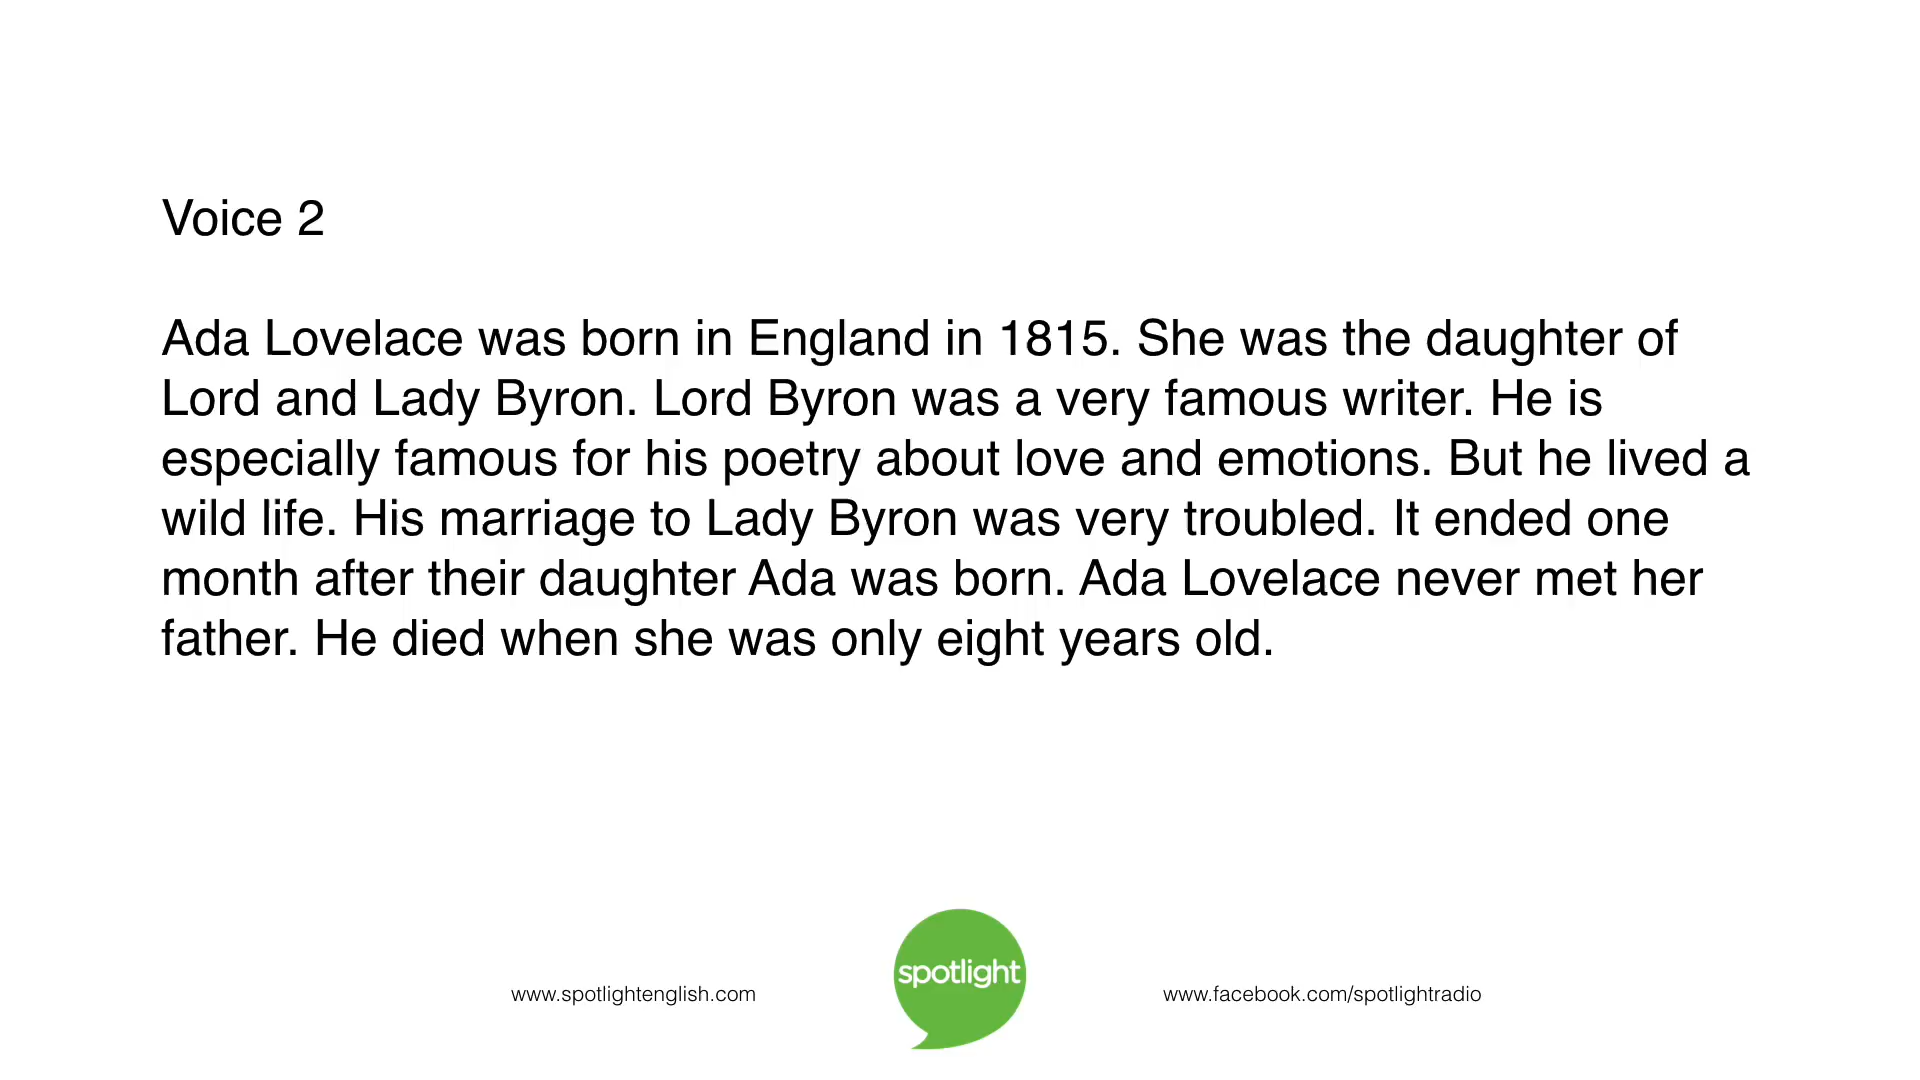 Voice 2
Ada Lovelace was born in England in 1815. She was the daughter of
Lord and Lady Byron. Lord Byron was a very famous writer. He is
especially famous for his poetry about love and emotions. But he lived a
wild life. His marriage to Lady Byron was very troubled. It ended one
month after their daughter Ada was born. Ada Lovelace never met her
father. He died when she was only eight years old.
spotlight
www.spotlightenglish.com
www.facebook.com/spotlightradio